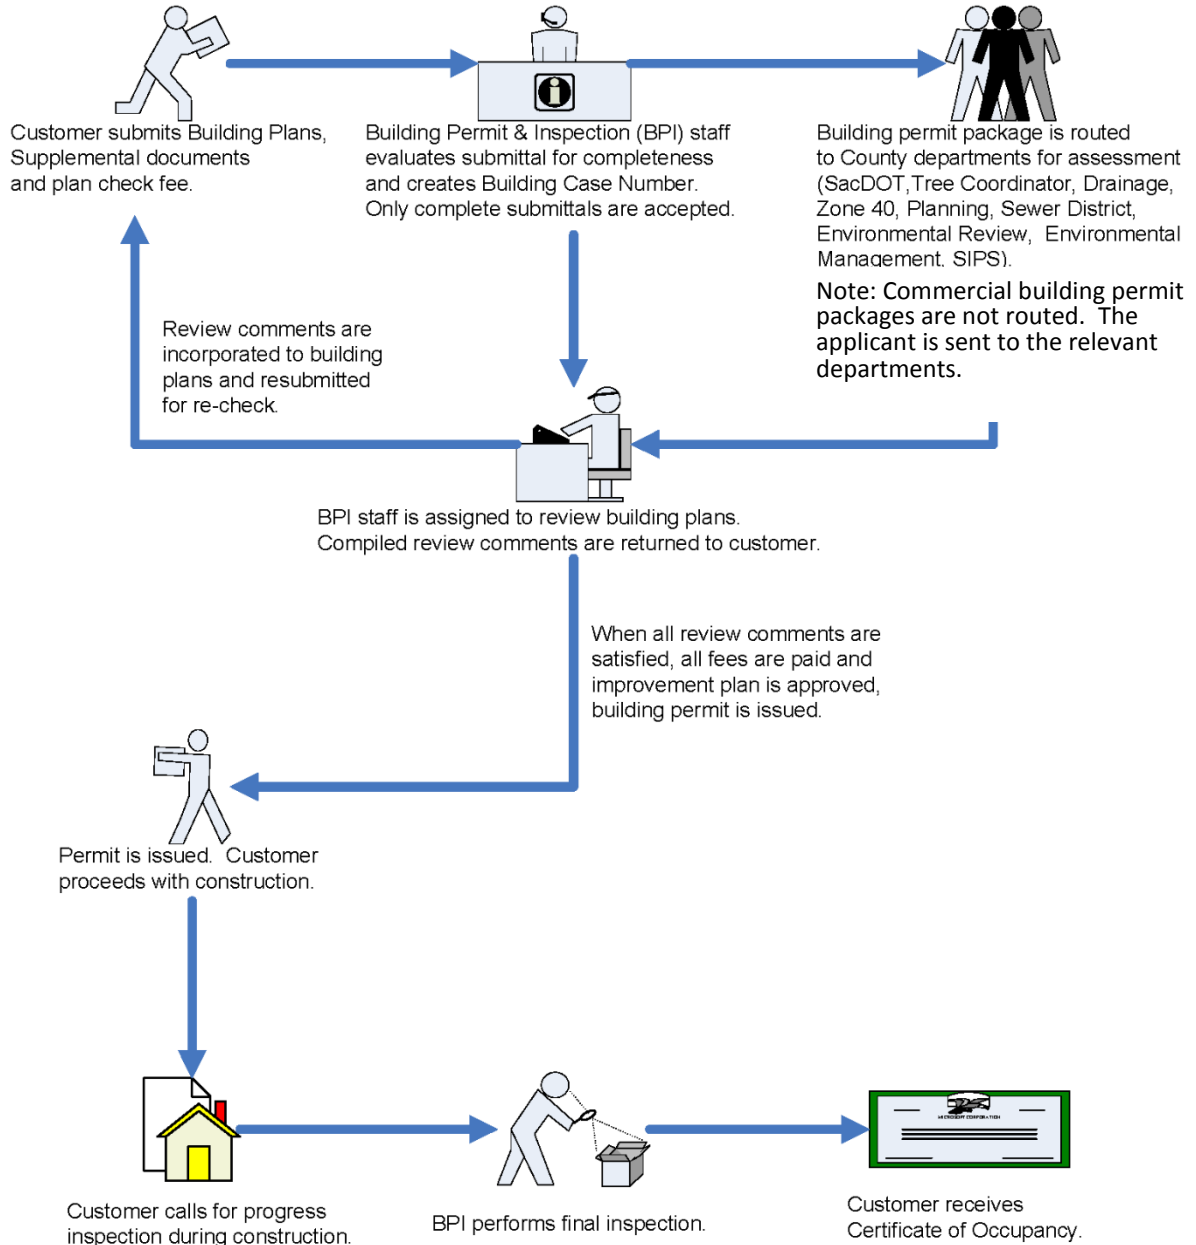 Customer submits Building Plans,
Supplemental documents
and plan check fee.
Building Permit & Inspection (BPI) staff
evaluates submittal for completeness
and creates Building Case Number.
Only complete submittals are accepted.
Building permit package is routed
to County departments for assessment
(SacDOT,Tree Coordinator, Drainage,
Zone 40, Planning, Sewer District,
Environmental Review, Environmental
Management, SIPS).
Note: Commercial building permit
packages are not routed. The
applicant is sent to the relevant
departments.
Review comments are
incorporated to building
plans and resubmitted
for re-check.
BPI staff is assigned to review building plans.
Compiled review comments are returned to customer.
When all review comments are
satisfied, all fees are paid and
improvement plan is approved,
building permit is issued.
Permit is issued. Customer
proceeds with construction.
MICROSOFT CORPORATION
Customer calls for progress
inspection during construction.
BPI performs final inspection.
Customer receives
Certificate of Occupancy.